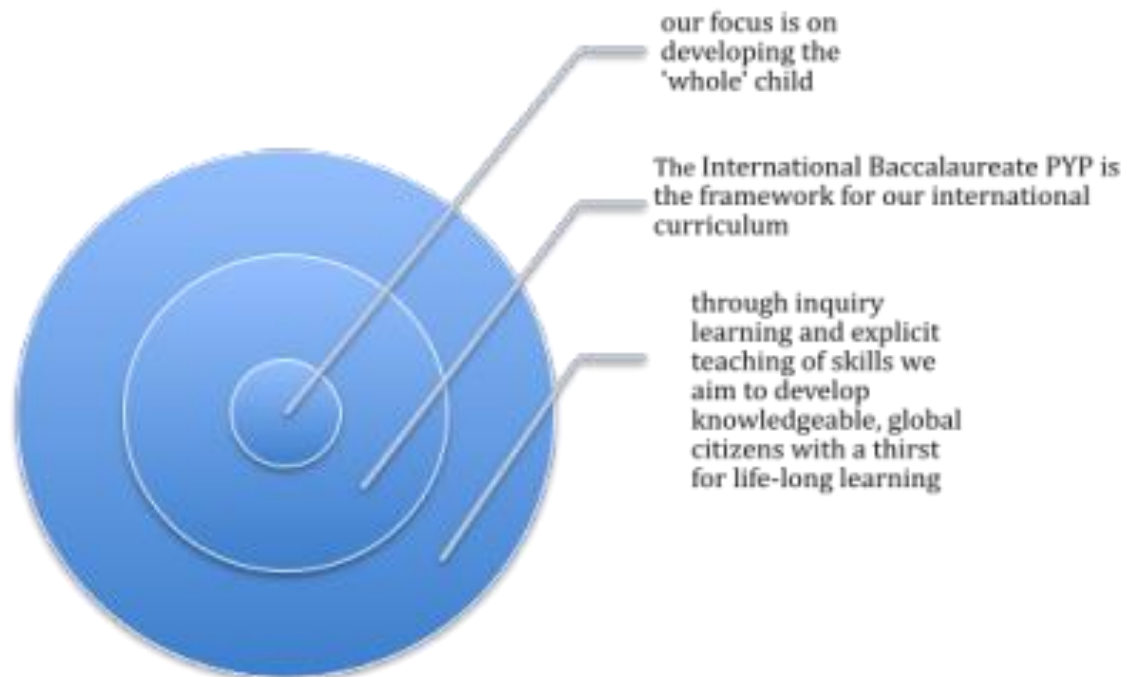 our focus is on
developing the
'whole' child
The International Baccalaureate PYP is
the framework for our international
curriculum
through inquiry
learning and explicit
teaching of skills we
aim to develop
knowledgeable, global
citizens with a thirst
for life-long learning